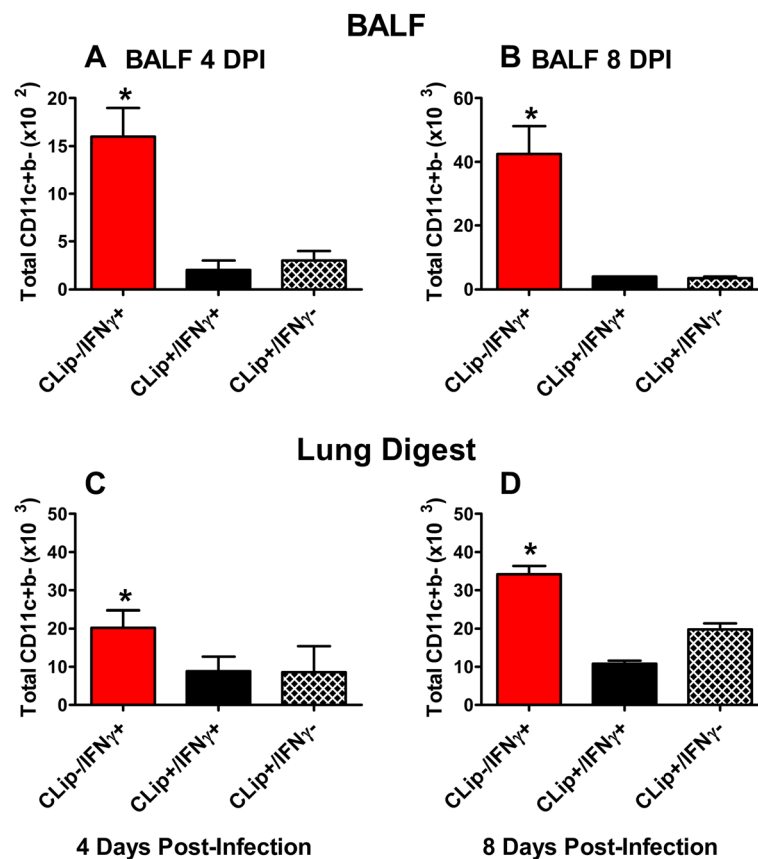 BALF
A BALF 4 DPI
Total CD11c+b- (x10 2)
20
15
10
5
0
*
CLip-/IFNγ+
CLip+/IFNγ+
CLip+/IFNγ-
B BALF 8 DPI
Total CD11c+b- (x10 3)
60
40
20
0
*
CLip-/IFNγ+
CLip+/IFNγ+
CLip+/IFNγ-
Lung Digest
C
Total CD11c+b- (x10 3)
50
40
30
20
10
0
*
CLip-/IFNγ+
CLip+/IFNγ+
CLip+/IFNγ-
4 Days Post-Infection
D
Total CD11c+b- (x10 3)
50
40
30
20
10
0
*
CLip-/IFNγ+
CLip+/IFNγ+
CLip+/IFNγ-
8 Days Post-Infection